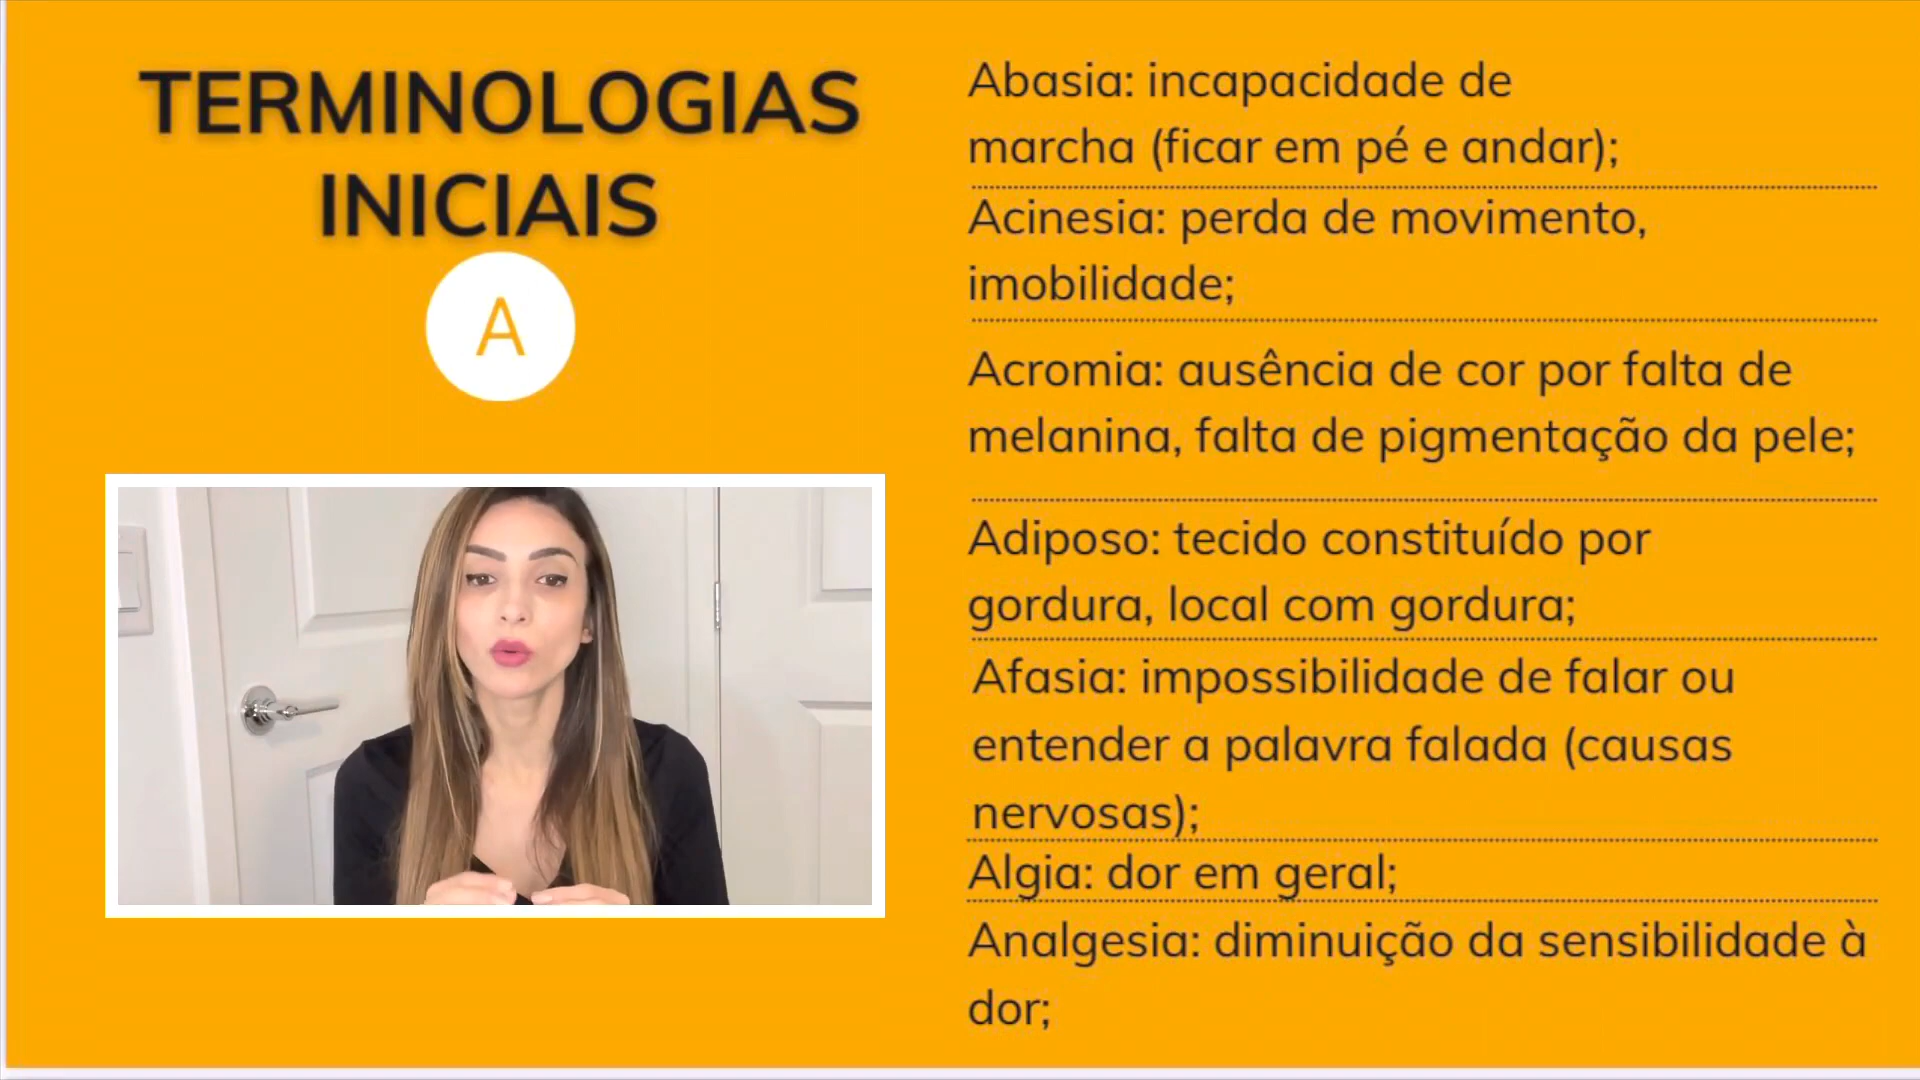 TERMINOLOGIAS
INICIAIS
A
Abasia: incapacidade de
marcha (ficar em pé e andar);
Acinesia: perda de movimento,
imobilidade;
Acromia: ausência de cor por falta de
melanina, falta de pigmentação da pele;
Adiposo: tecido constituído por
gordura, local com gordura;
Afasia: impossibilidade de falar ou
entender a palavra falada (causas
nervosas);
Algia: dor em geral;
Analgesia: diminuição da sensibilidade à
dor;